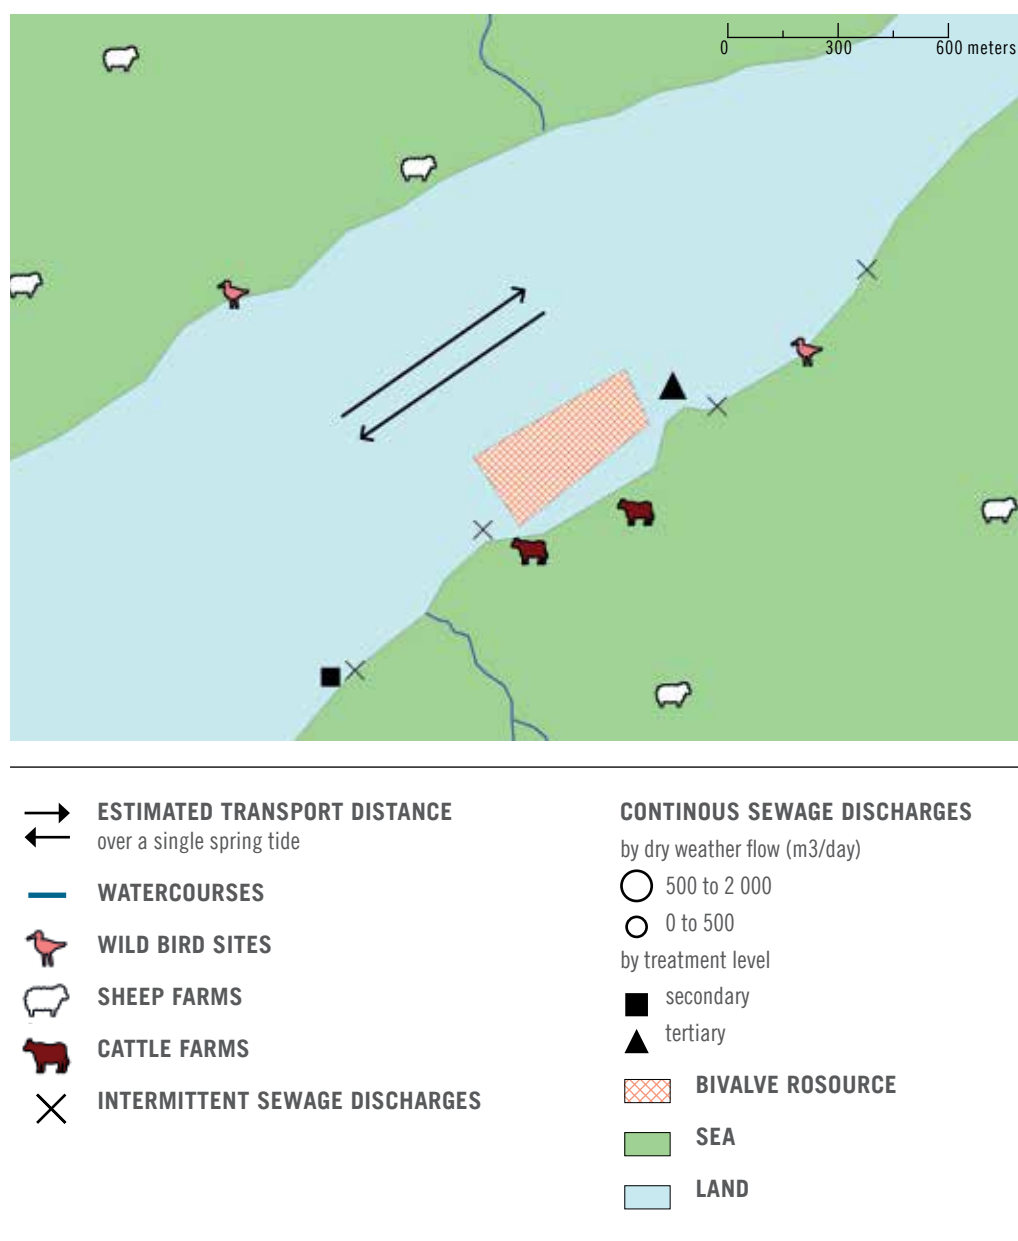 0 300 600 meters
ESTIMATED TRANSPORT DISTANCE
over a single spring tide
WATERCOURSES
WILD BIRD SITES
SHEEP FARMS
CATTLE FARMS
INTERMITTENT SEWAGE DISCHARGES
CONTINOUS SEWAGE DISCHARGES
by dry weather flow (m3/day)
500 to 2 000
0 to 500
by treatment level
secondary
tertiary
BIVALVE ROSOURCE
SEA
LAND